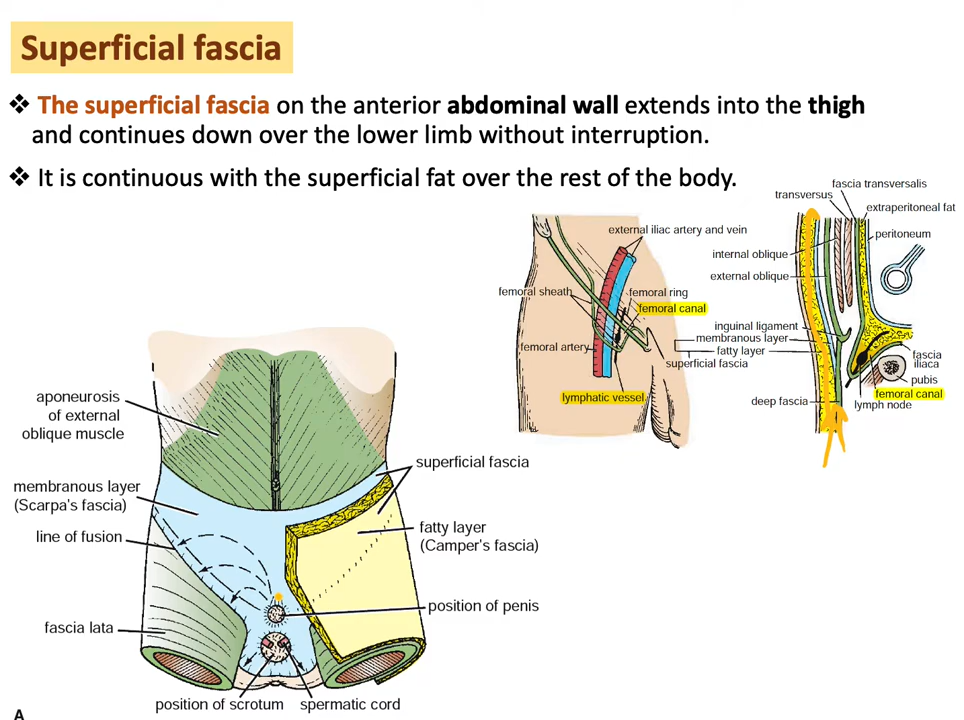 Superficial fascia
❖ The superficial fascia on the anterior abdominal wall extends into the thigh
and continues down over the lower limb without interruption.
❖ It is continuous with the superficial fat over the rest of the body.
fascia transversalis
transversus
extraperitoneal fat
peritoneum
internal oblique
external oblique
inguinal ligament
membranous layer
fatty layer
superficial fascia
deep fascia
fascia
iliaca
pubis
femoral canal
lymph node
external iliac artery and vein
femoral sheath
femoral ring
femoral canal
femoral artery
lymphatic vessel
aponeurosis
of external
oblique muscle
membranous layer
(Scarpa's fascia)
line of fusion
fascia lata
superficial fascia
fatty layer
(Camper's fascia)
position of penis
position of scrotum
spermatic cord
A